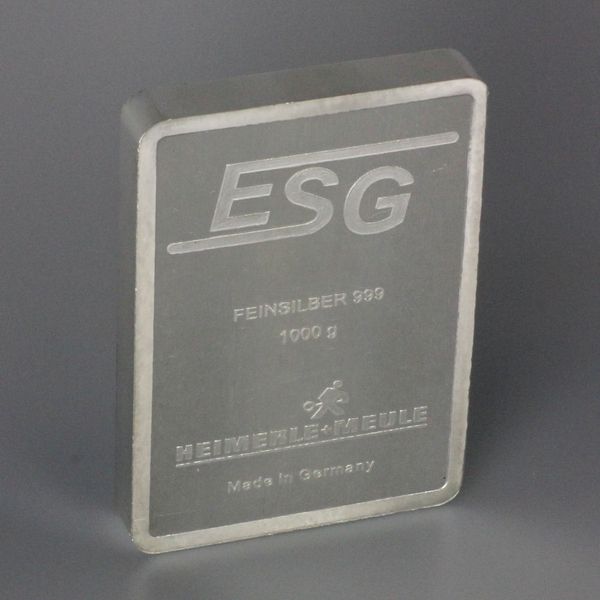 ESG
FEINSILBER 999
1000 g
HEIMERLE+MEULE
Made in Germany